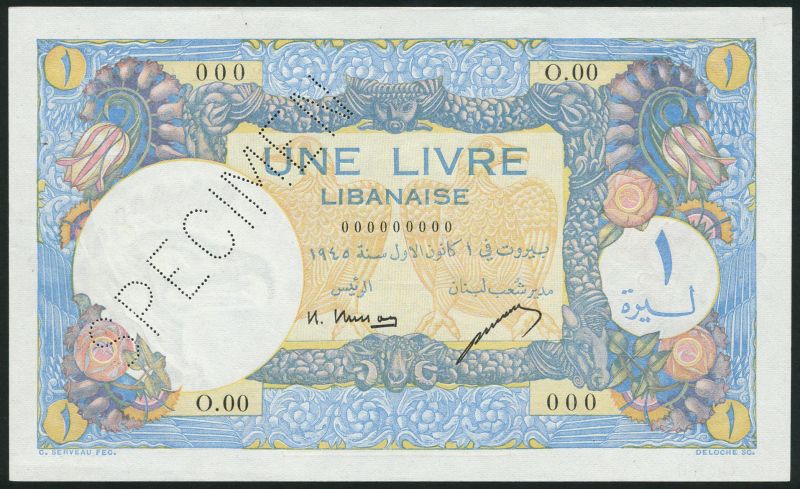 ١ 000 O.00 ١
SPECIMEN
UNE LIVRE
LIBANAISE
000000000
بيروت في ١ كانون الاول سنة ١٩٤٥
الرئيس مدير شعب لبنان
١
ليرة
١ O.00 000 ١
C. SERVEAU FEC. DELOCHE SC.